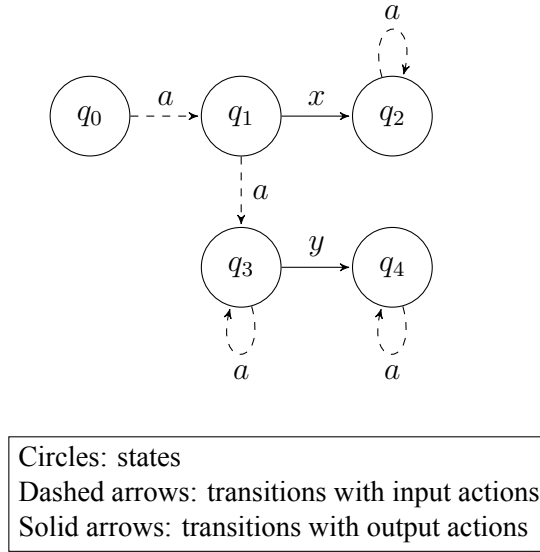 a
q0 a q1 x q2
a
q3 y q4
a a
Circles: states
Dashed arrows: transitions with input actions
Solid arrows: transitions with output actions